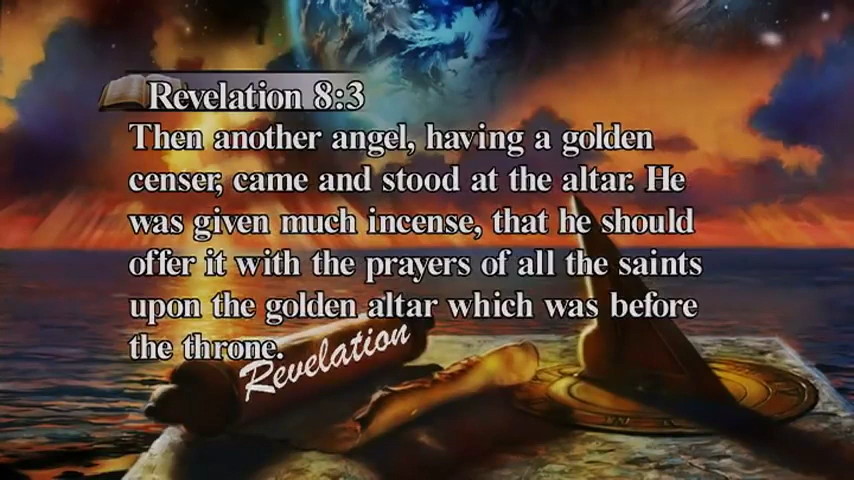 Revelation 8:3
Then another angel, having a golden
censer, came and stood at the altar. He
was given much incense, that he should
offer it with the prayers of all the saints
upon the golden altar which was before
the throne.
Revelation